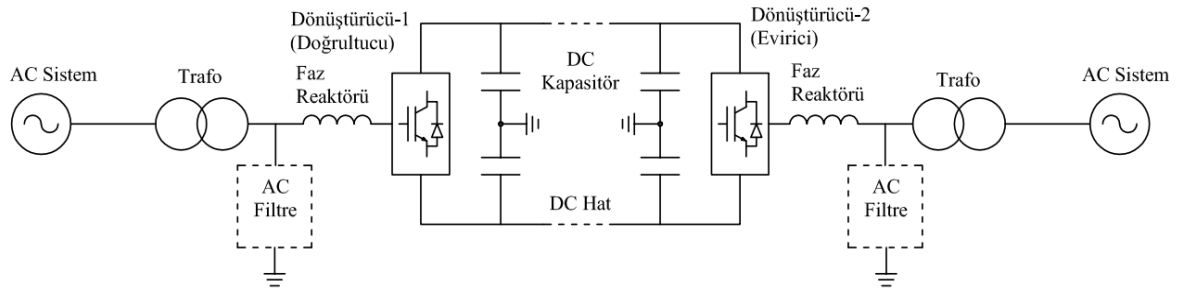 Dönüştürücü-1
(Doğrultucu)
Dönüştürücü-2
(Evirici)
AC Sistem
Trafo
Faz
Reaktörü
DC
Kapasitör
Faz
Reaktörü
Trafo
AC Sistem
AC
Filtre
DC Hat
AC
Filtre